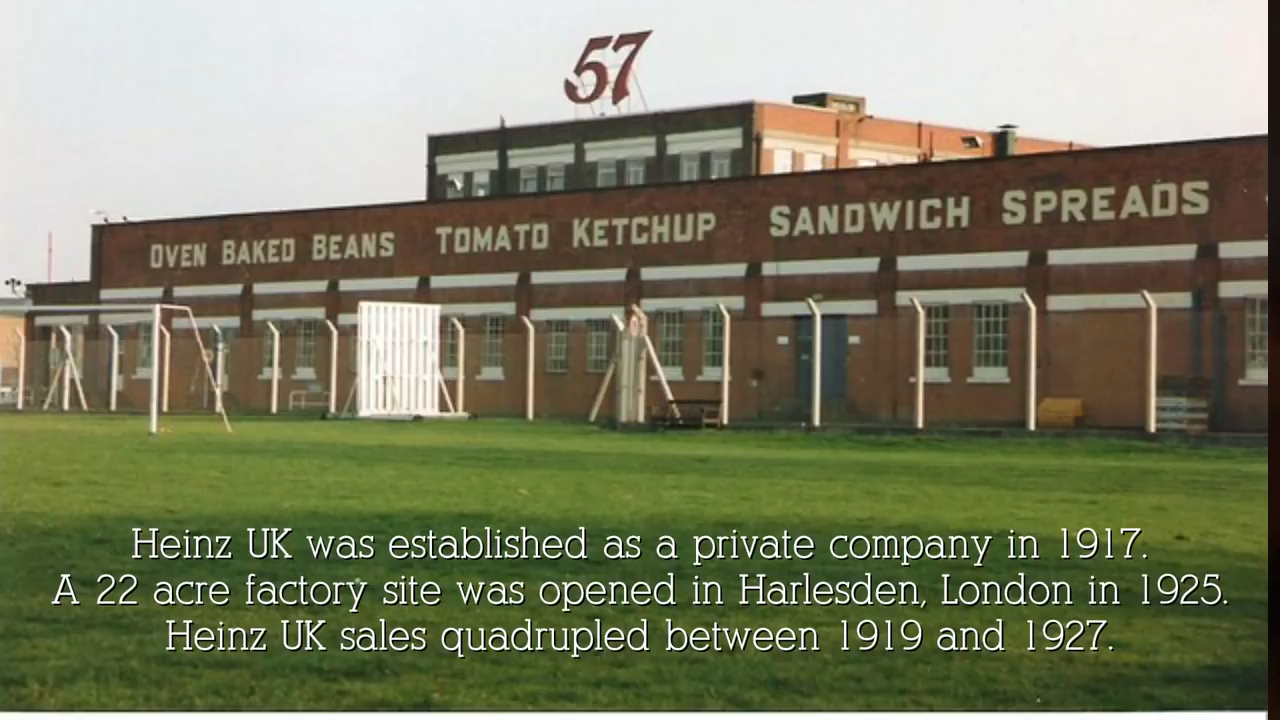 57
OVEN BAKED BEANS TOMATO KETCHUP SANDWICH SPREADS
Heinz UK was established as a private company in 1917.
A 22 acre factory site was opened in Harlesden, London in 1925.
Heinz UK sales quadrupled between 1919 and 1927.